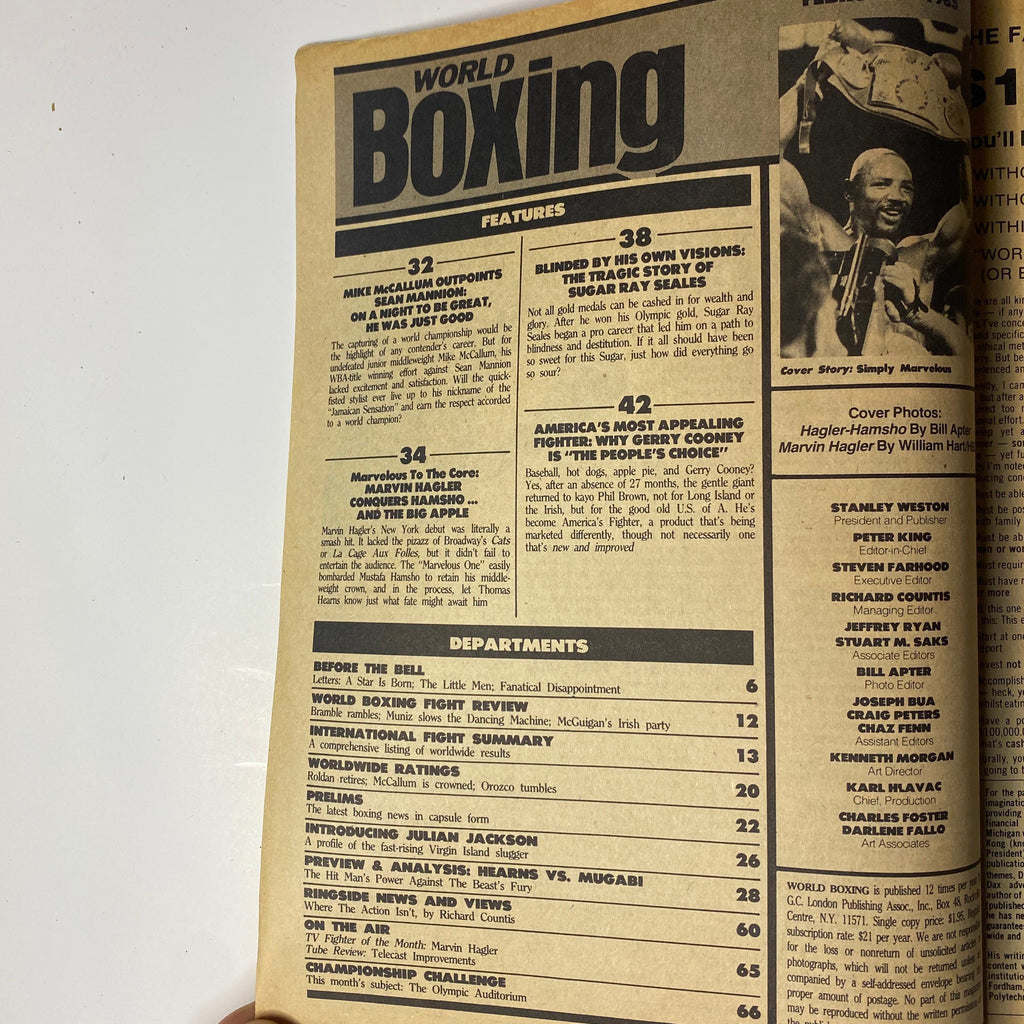 WORLD
Boxing
FEATURES
32
MIKE McCALLUM OUTPOINTS
SEAN MANNION:
ON A NIGHT TO BE GREAT,
HE WAS JUST GOOD
The capturing of a world championship would be
the highlight of any contender's career. But for
undefeated junior middleweight Mike McCallum, his
WBA-title winning effort against Sean Mannion
lacked excitement and satisfaction. Will the quick-
fisted stylist ever live up to his nickname of the
"Jamaican Sensation" and earn the respect accorded
to a world champion?
34
Marvelous To The Core:
MARVIN HAGLER
CONQUERS HAMSHO ...
AND THE BIG APPLE
Marvin Hagler's New York debut was literally a
smash hit. It lacked the pizazz of Broadway's Cats
or La Cage Aux Folles, but it didn't fail to
entertain the audience. The "Marvelous One" easily
bombarded Mustafa Hamsho to retain his middle-
weight crown, and in the process, let Thomas
Hearns know just what fate might await him
38
BLINDED BY HIS OWN VISIONS:
THE TRAGIC STORY OF
SUGAR RAY SEALES
Not all gold medals can be cashed in for wealth and
glory. After he won his Olympic gold, Sugar Ray
Seales began a pro career that led him on a path to
blindness and destitution. If it all should have been
so sweet for this Sugar, just how did everything go
so sour?
42
AMERICA'S MOST APPEALING
FIGHTER: WHY GERRY COONEY
IS "THE PEOPLE'S CHOICE"
Baseball, hot dogs, apple pie, and Gerry Cooney?
Yes, after an absence of 27 months, the gentle giant
returned to kayo Phil Brown, not for Long Island or
the Irish, but for the good old U.S. of A. He's
become America's Fighter, a product that's being
marketed differently, though not necessarily one
that's new and improved
DEPARTMENTS
BEFORE THE BELL
Letters: A Star Is Born; The Little Men; Fanatical Disappointment 6
WORLD BOXING FIGHT REVIEW
Bramble rambles; Muniz slows the Dancing Machine; McGuigan's Irish party 12
INTERNATIONAL FIGHT SUMMARY
A comprehensive listing of worldwide results 13
WORLDWIDE RATINGS
Roldan retires; McCallum is crowned; Orozco tumbles 20
PRELIMS
The latest boxing news in capsule form 22
INTRODUCING JULIAN JACKSON
A profile of the fast-rising Virgin Island slugger 26
PREVIEW & ANALYSIS: HEARNS VS. MUGABI
The Hit Man's Power Against The Beast's Fury 28
RINGSIDE NEWS AND VIEWS
Where The Action Isn't, by Richard Countis 60
ON THE AIR
TV Fighter of the Month: Marvin Hagler
Tube Review: Telecast Improvements 65
CHAMPIONSHIP CHALLENGE
This month's subject: The Olympic Auditorium 66
Cover Story: Simply Marvelous
Cover Photos:
Hagler-Hamsho By Bill Apter
Marvin Hagler By William Hart
STANLEY WESTON
President and Publisher
PETER KING
Editor-in-Chief
STEVEN FARHOOD
Executive Editor
RICHARD COUNTIS
Managing Editor
JEFFREY RYAN
STUART M. SAKS
Associate Editors
BILL APTER
Photo Editor
JOSEPH BUA
CRAIG PETERS
CHAZ FENN
Assistant Editors
KENNETH MORGAN
Art Director
KARL HLAVAC
Chief, Production
CHARLES FOSTER
DARLENE FALLO
Art Associates
WORLD BOXING is published 12 times per year
G.C. London Publishing Assoc., Inc., Box 48,
Centre, N.Y. 11571. Single copy price: $1.95,
subscription rate: $21 per year. We are not
for the loss or nonreturn of unsolicited
photographs, which will not be returned unless
companied by a self-addressed envelope bearing
proper amount of postage. No part of this
may be reproduced without the written